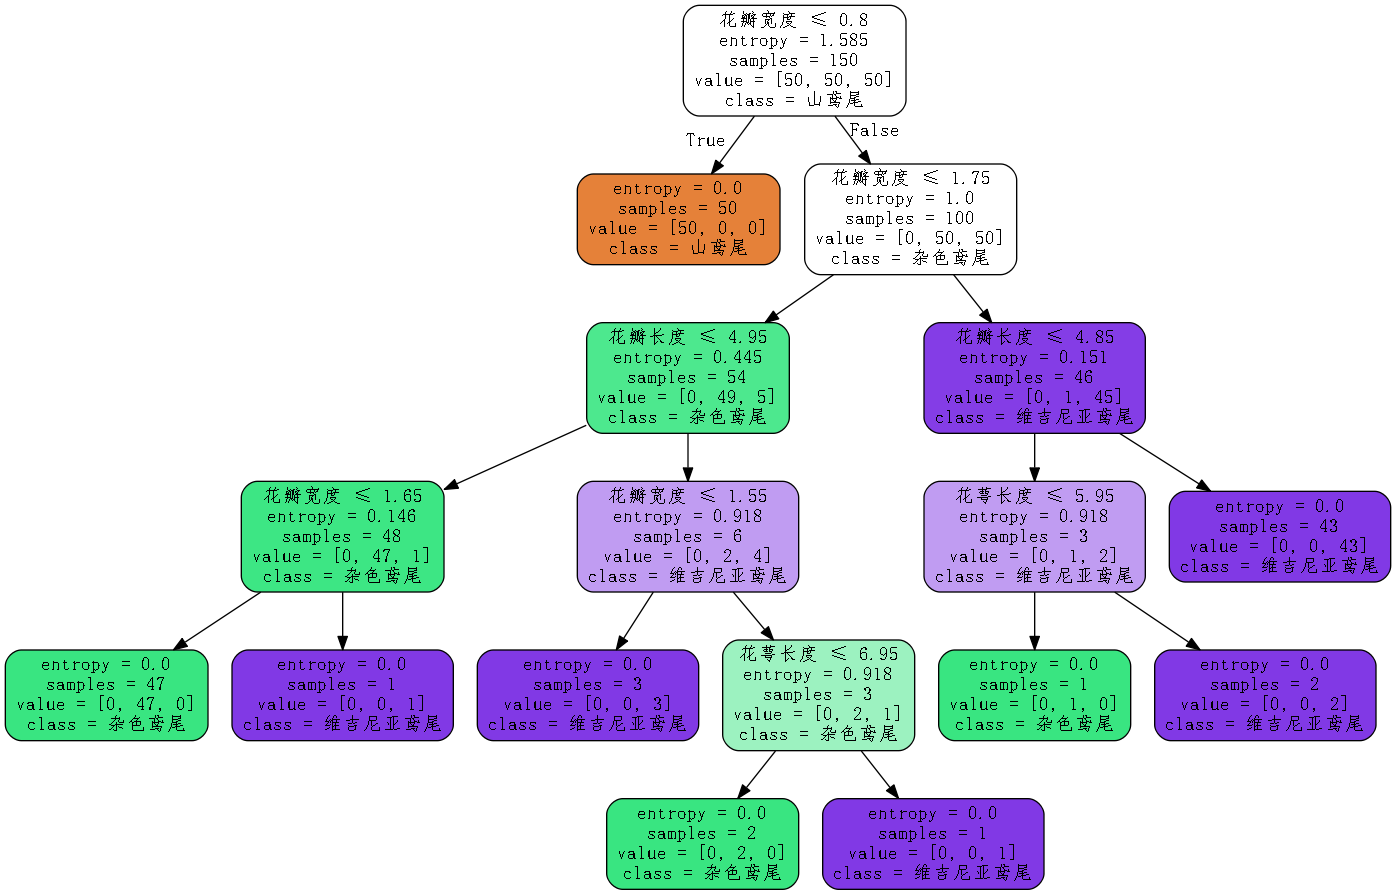 花瓣宽度 ≤ 0.8
entropy = 1.585
samples = 150
value = [50, 50, 50]
class = 山鸢尾
True
False
entropy = 0.0
samples = 50
value = [50, 0, 0]
class = 山鸢尾
花瓣宽度 ≤ 1.75
entropy = 1.0
samples = 100
value = [0, 50, 50]
class = 杂色鸢尾
花瓣长度 ≤ 4.95
entropy = 0.445
samples = 54
value = [0, 49, 5]
class = 杂色鸢尾
花瓣长度 ≤ 4.85
entropy = 0.151
samples = 46
value = [0, 1, 45]
class = 维吉尼亚鸢尾
花瓣宽度 ≤ 1.65
entropy = 0.146
samples = 48
value = [0, 47, 1]
class = 杂色鸢尾
花瓣宽度 ≤ 1.55
entropy = 0.918
samples = 6
value = [0, 2, 4]
class = 维吉尼亚鸢尾
花萼长度 ≤ 5.95
entropy = 0.918
samples = 3
value = [0, 1, 2]
class = 维吉尼亚鸢尾
entropy = 0.0
samples = 43
value = [0, 0, 43]
class = 维吉尼亚鸢尾
entropy = 0.0
samples = 47
value = [0, 47, 0]
class = 杂色鸢尾
entropy = 0.0
samples = 1
value = [0, 0, 1]
class = 维吉尼亚鸢尾
entropy = 0.0
samples = 3
value = [0, 0, 3]
class = 维吉尼亚鸢尾
花萼长度 ≤ 6.95
entropy = 0.918
samples = 3
value = [0, 2, 1]
class = 杂色鸢尾
entropy = 0.0
samples = 1
value = [0, 1, 0]
class = 杂色鸢尾
entropy = 0.0
samples = 2
value = [0, 0, 2]
class = 维吉尼亚鸢尾
entropy = 0.0
samples = 2
value = [0, 2, 0]
class = 杂色鸢尾
entropy = 0.0
samples = 1
value = [0, 0, 1]
class = 维吉尼亚鸢尾